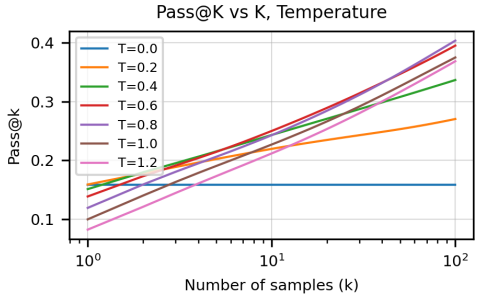 Pass@K vs K, Temperature
Pass@k
0.4
0.3
0.2
0.1
T=0.0
T=0.2
T=0.4
T=0.6
T=0.8
T=1.0
T=1.2
10⁰
10¹
10²
Number of samples (k)